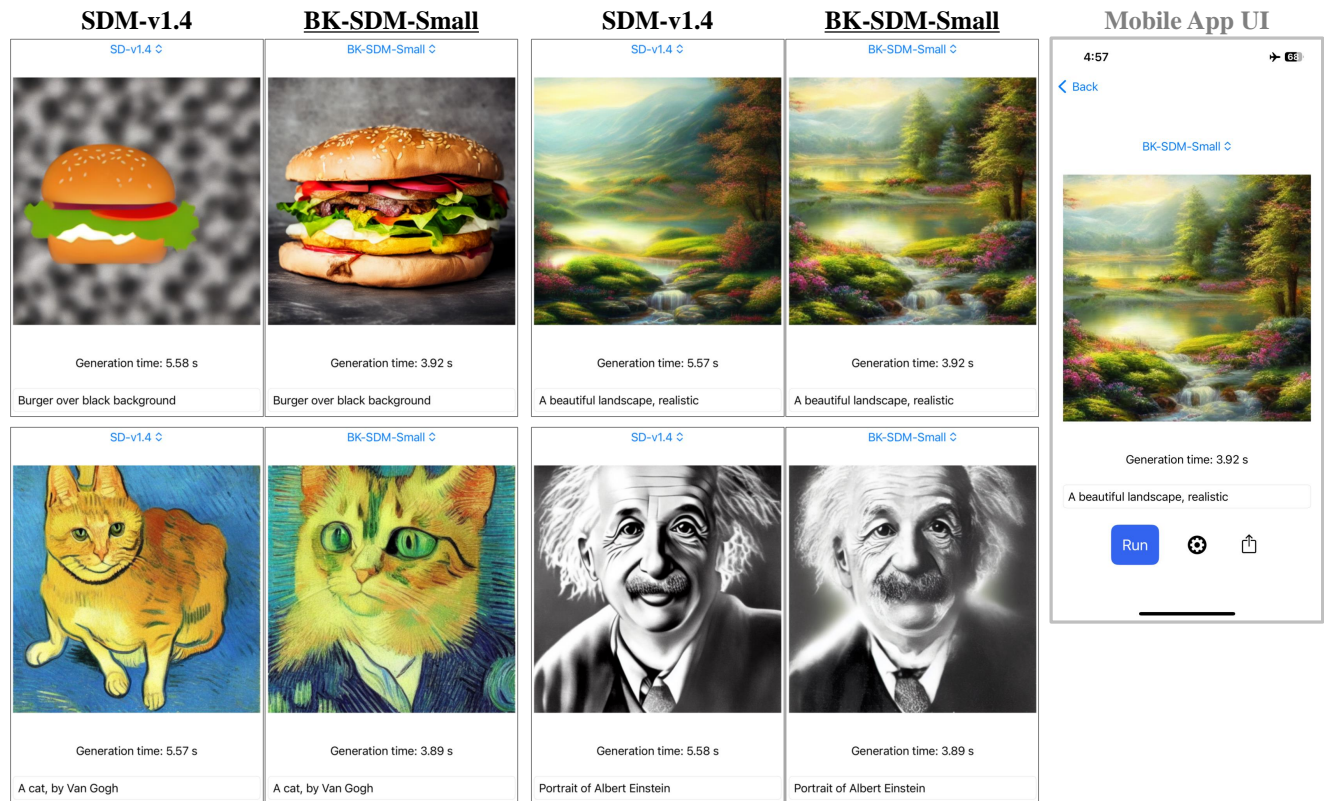 SDM-v1.4
BK-SDM-Small
SDM-v1.4
BK-SDM-Small
Mobile App UI
SD-v1.4
BK-SDM-Small
SD-v1.4
BK-SDM-Small
Generation time: 5.58 s
Generation time: 3.92 s
Generation time: 5.57 s
Generation time: 3.92 s
Burger over black background
Burger over black background
A beautiful landscape, realistic
A beautiful landscape, realistic
SD-v1.4
BK-SDM-Small
SD-v1.4
BK-SDM-Small
Generation time: 5.57 s
Generation time: 3.89 s
Generation time: 5.58 s
Generation time: 3.89 s
A cat, by Van Gogh
A cat, by Van Gogh
Portrait of Albert Einstein
Portrait of Albert Einstein
4:57
68
Back
BK-SDM-Small
Generation time: 3.92 s
A beautiful landscape, realistic
Run